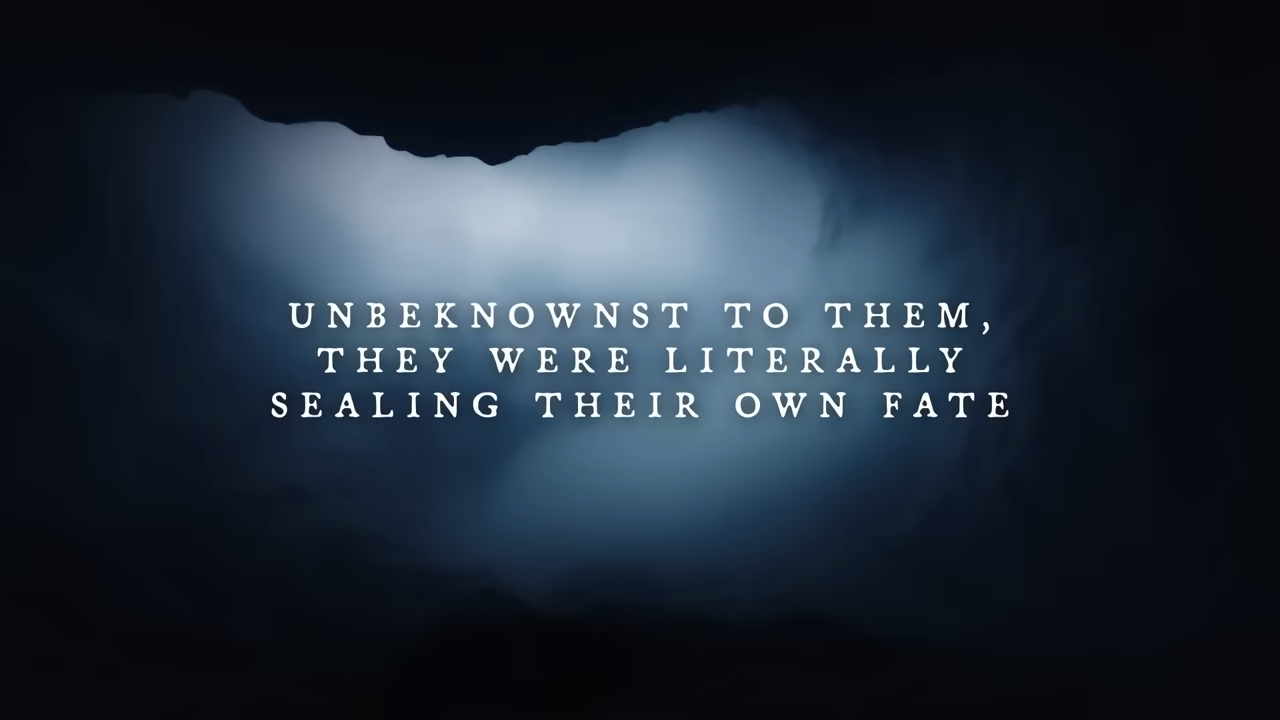 UNBEKNOWNST TO THEM,
THEY WERE LITERALLY
SEALING THEIR OWN FATE